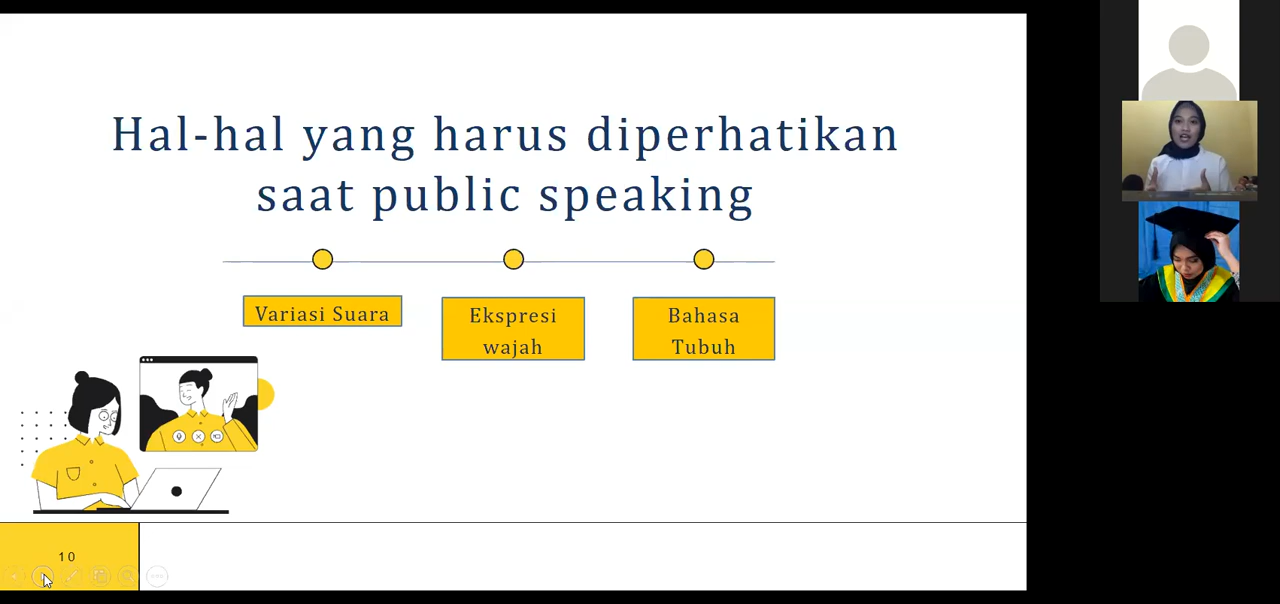 Hal-hal yang harus diperhatikan
saat public speaking
Variasi Suara
Ekspresi
wajah
Bahasa
Tubuh
10